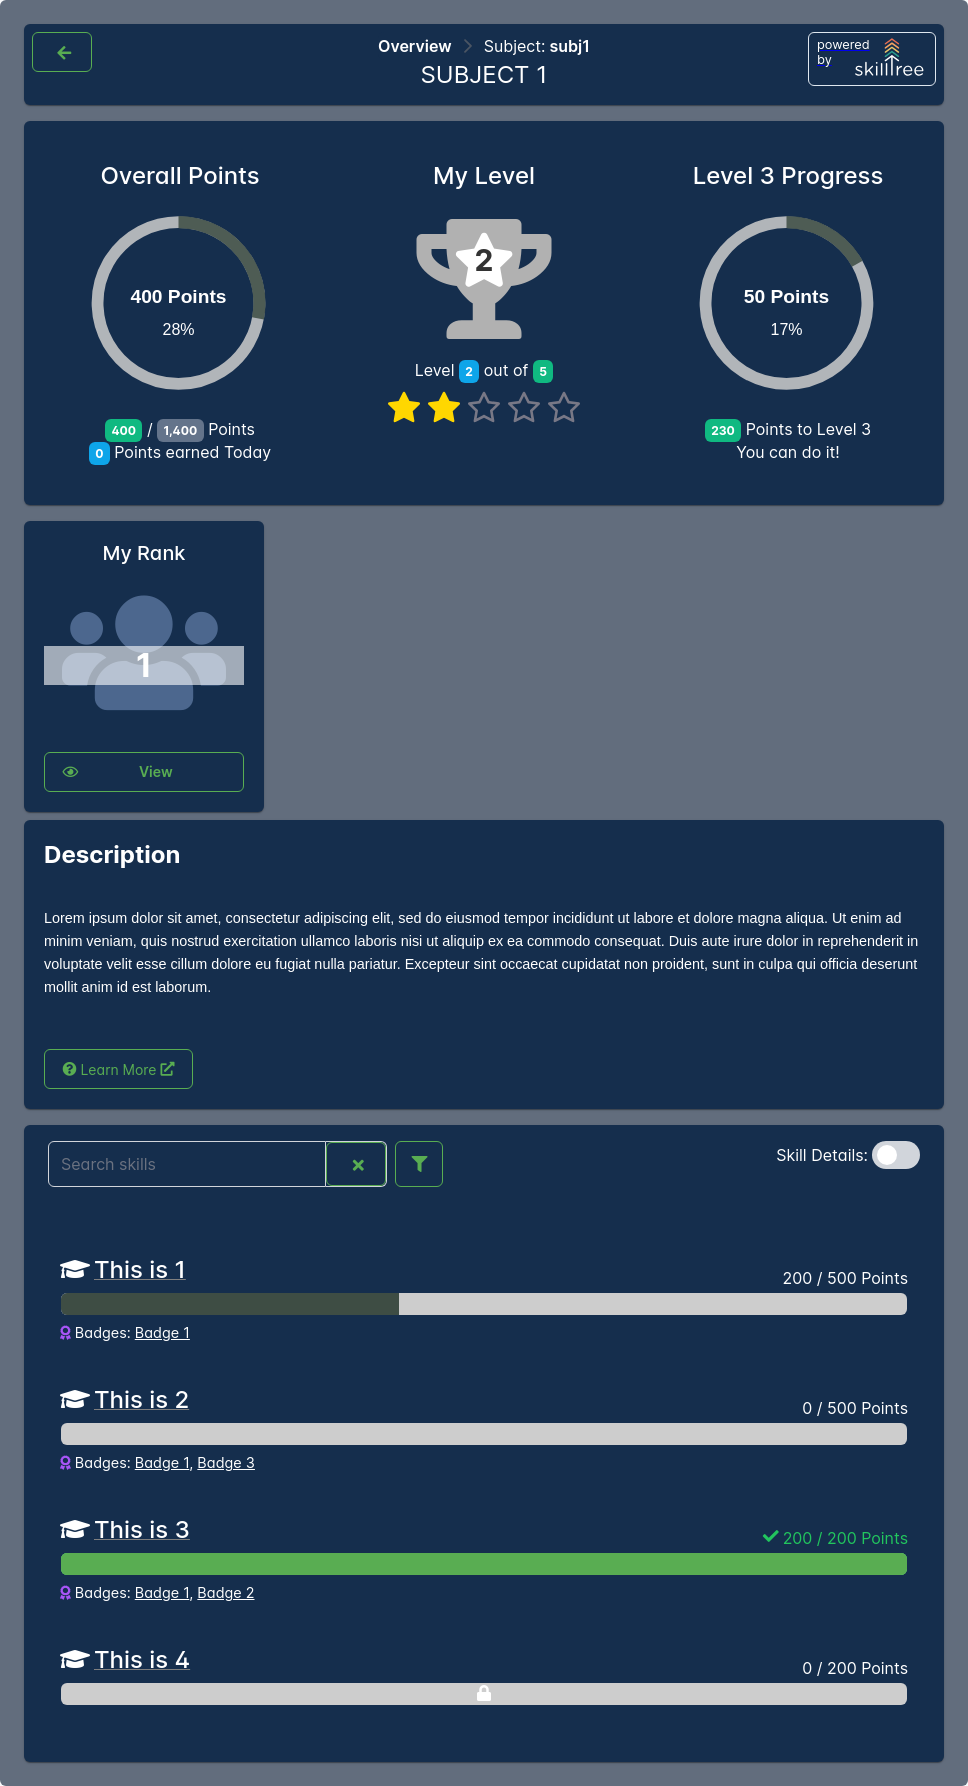 Overview > Subject: subj1
SUBJECT 1
powered by
skilltree
Overall Points
400 Points
28%
400 / 1,400 Points
0 Points earned Today
My Level
2
Level 2 out of 5
Level 3 Progress
50 Points
17%
230 Points to Level 3
You can do it!
My Rank
1
View
Description
Lorem ipsum dolor sit amet, consectetur adipiscing elit, sed do eiusmod tempor incididunt ut labore et dolore magna aliqua. Ut enim ad
minim veniam, quis nostrud exercitation ullamco laboris nisi ut aliquip ex ea commodo consequat. Duis aute irure dolor in reprehenderit in
voluptate velit esse cillum dolore eu fugiat nulla pariatur. Excepteur sint occaecat cupidatat non proident, sunt in culpa qui officia deserunt
mollit anim id est laborum.
Learn More
Search skills
Skill Details:
This is 1
200 / 500 Points
Badges: Badge 1
This is 2
0 / 500 Points
Badges: Badge 1, Badge 3
This is 3
200 / 200 Points
Badges: Badge 1, Badge 2
This is 4
0 / 200 Points